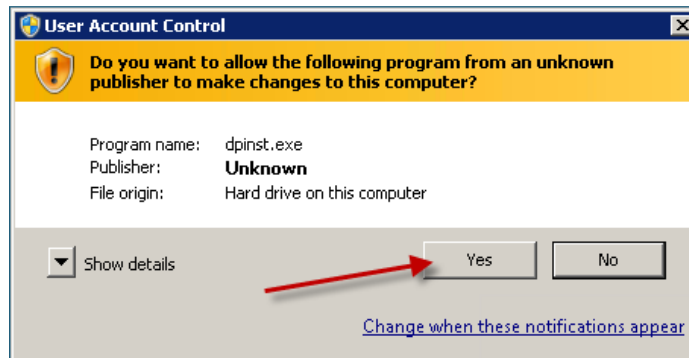 User Account Control
Do you want to allow the following program from an unknown
publisher to make changes to this computer?
Program name: dpinst.exe
Publisher: Unknown
File origin: Hard drive on this computer
Show details Yes No
Change when these notifications appear